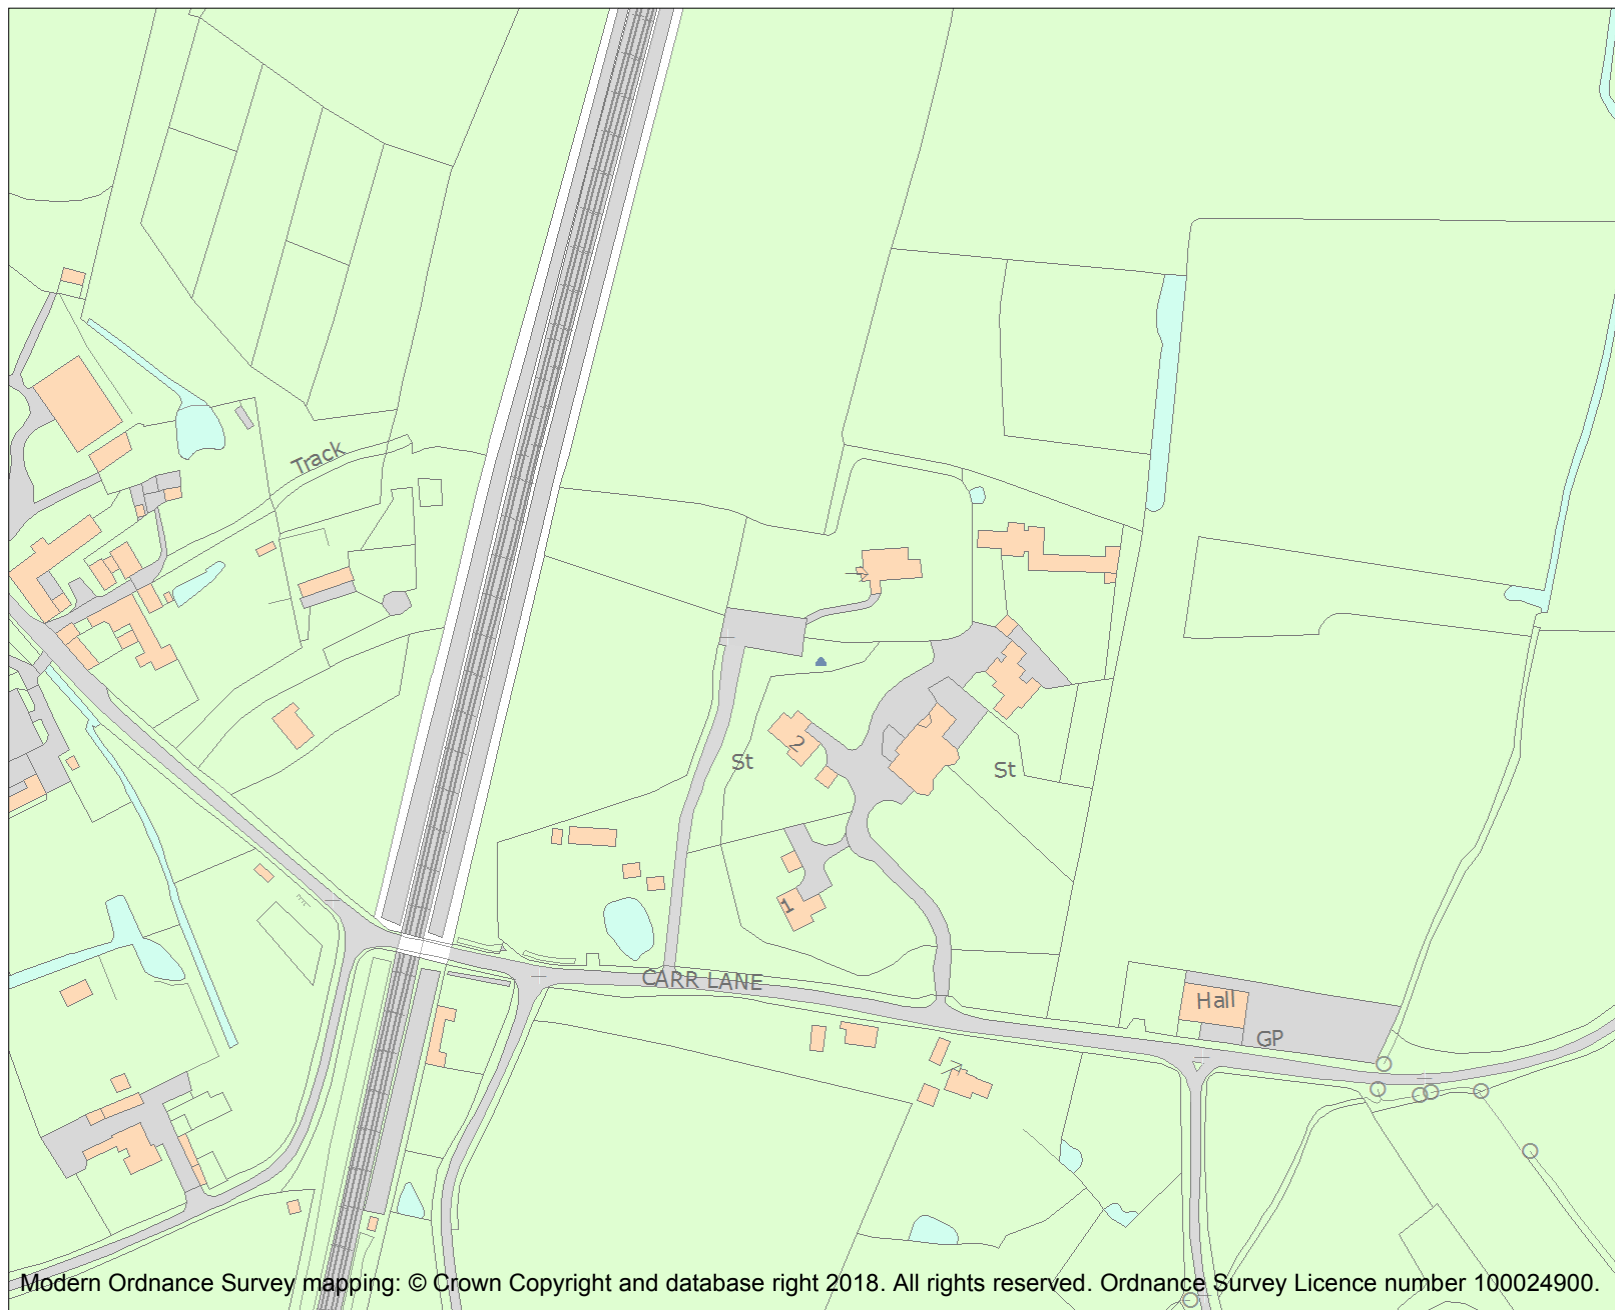 Track
2
St
St
1
CARR LANE
Hall
GP
Modern Ordnance Survey mapping: © Crown Copyright and database right 2018. All rights reserved. Ordnance Survey Licence number 100024900.